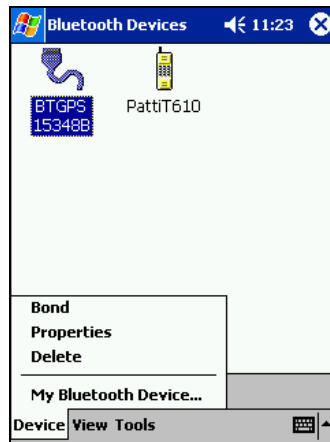 Bluetooth Devices 11:23
BTGPS PattiT610
15348B
Bond
Properties
Delete
My Bluetooth Device...
Device View Tools